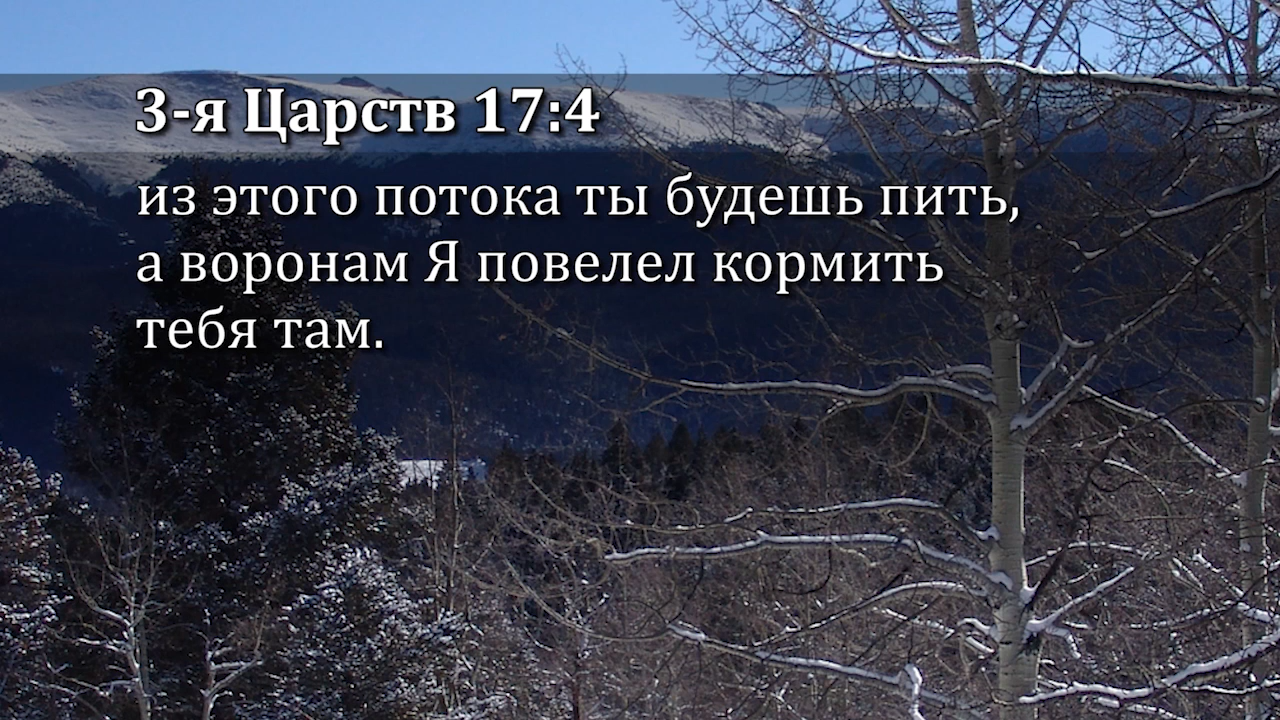 3-я Царств 17:4
из этого потока ты будешь пить,
а воронам Я повелел кормить
тебя там.